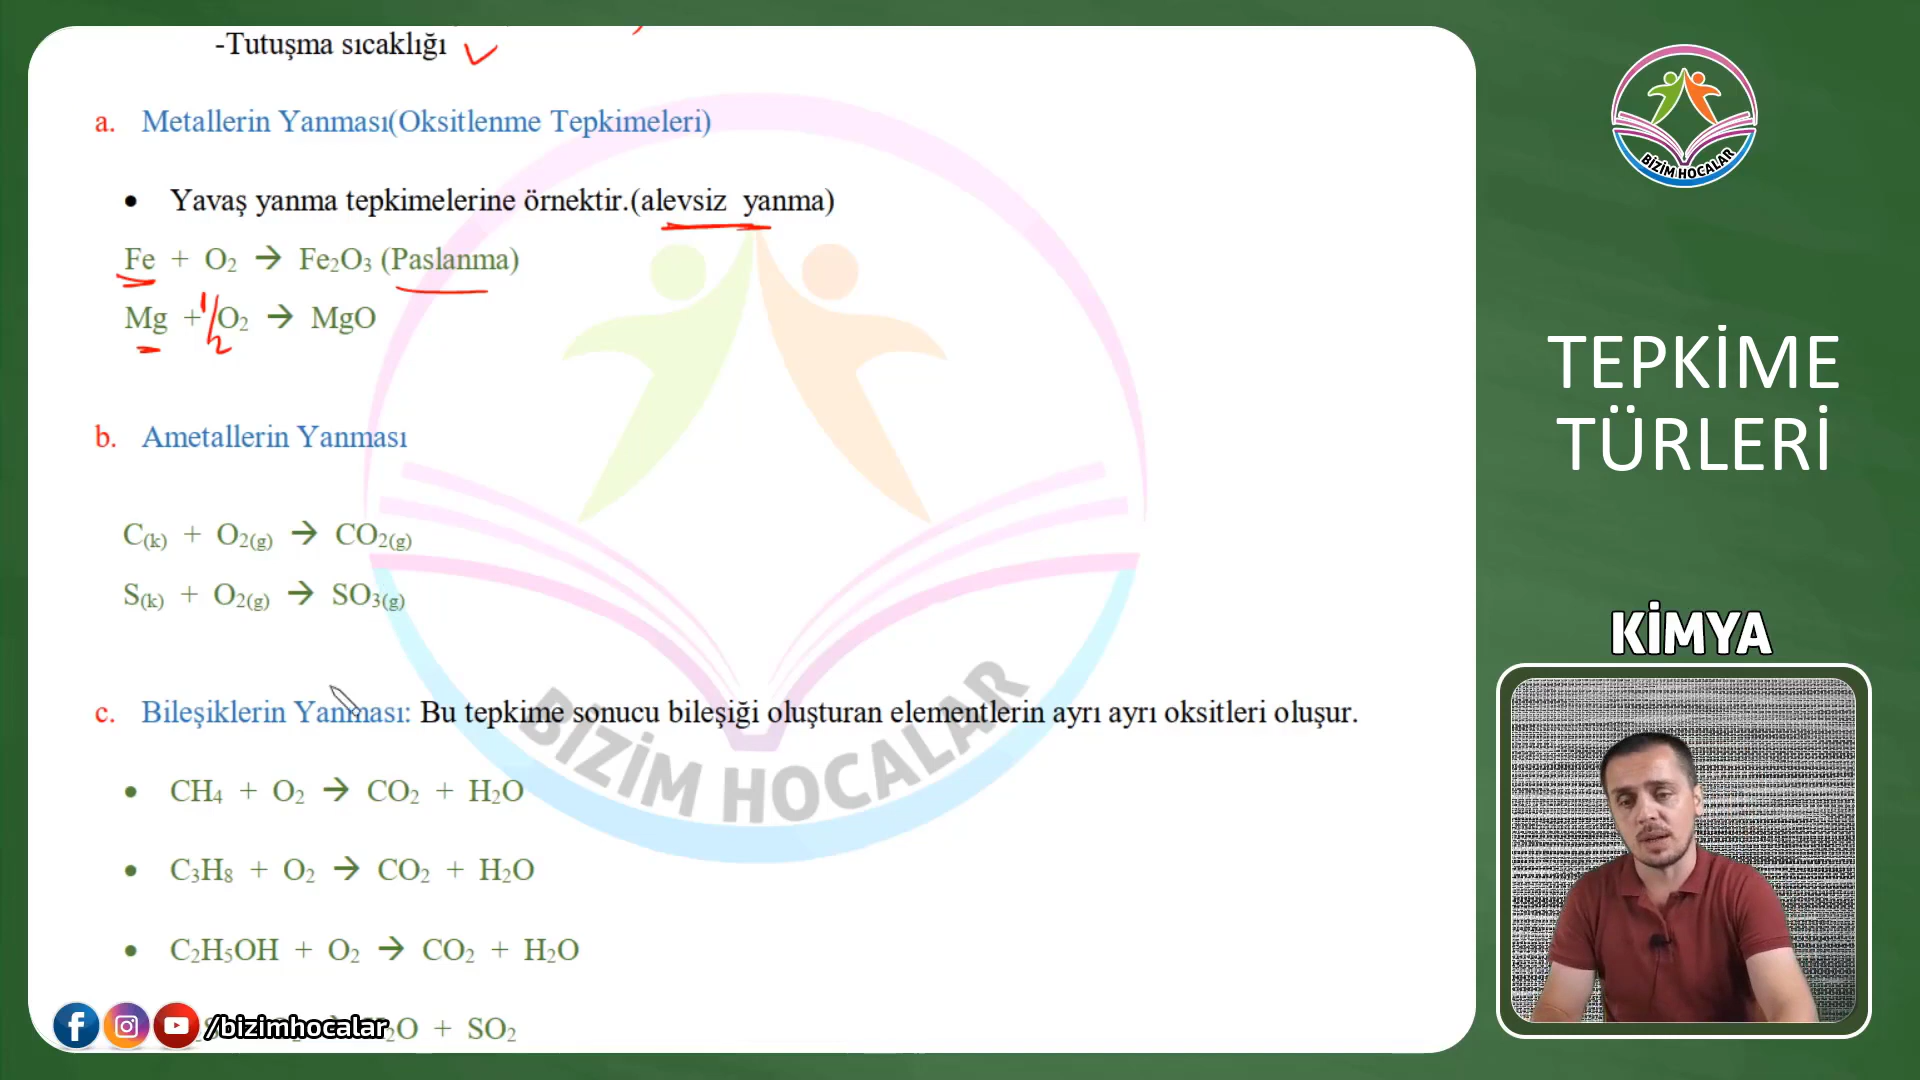 -Tutuşma sıcaklığı
a. Metallerin Yanması(Oksitlenme Tepkimeleri)
• Yavaş yanma tepkimelerine örnektir.(alevsiz yanma)
Fe + O₂ → Fe₂O₃ (Paslanma)
Mg + 1/2 O₂ → MgO
b. Ametallerin Yanması
C(k) + O₂(g) → CO₂(g)
S(k) + O₂(g) → SO₃(g)
c. Bileşiklerin Yanması: Bu tepkime sonucu bileşiği oluşturan elementlerin ayrı ayrı oksitleri oluşur.
• CH₄ + O₂ → CO₂ + H₂O
• C₃H₈ + O₂ → CO₂ + H₂O
• C₂H₅OH + O₂ → CO₂ + H₂O
O + SO₂
/bizimhocalar
BİZİM HOCALAR
BİZİM HOCALAR
TEPKİME
TÜRLERİ
KİMYA